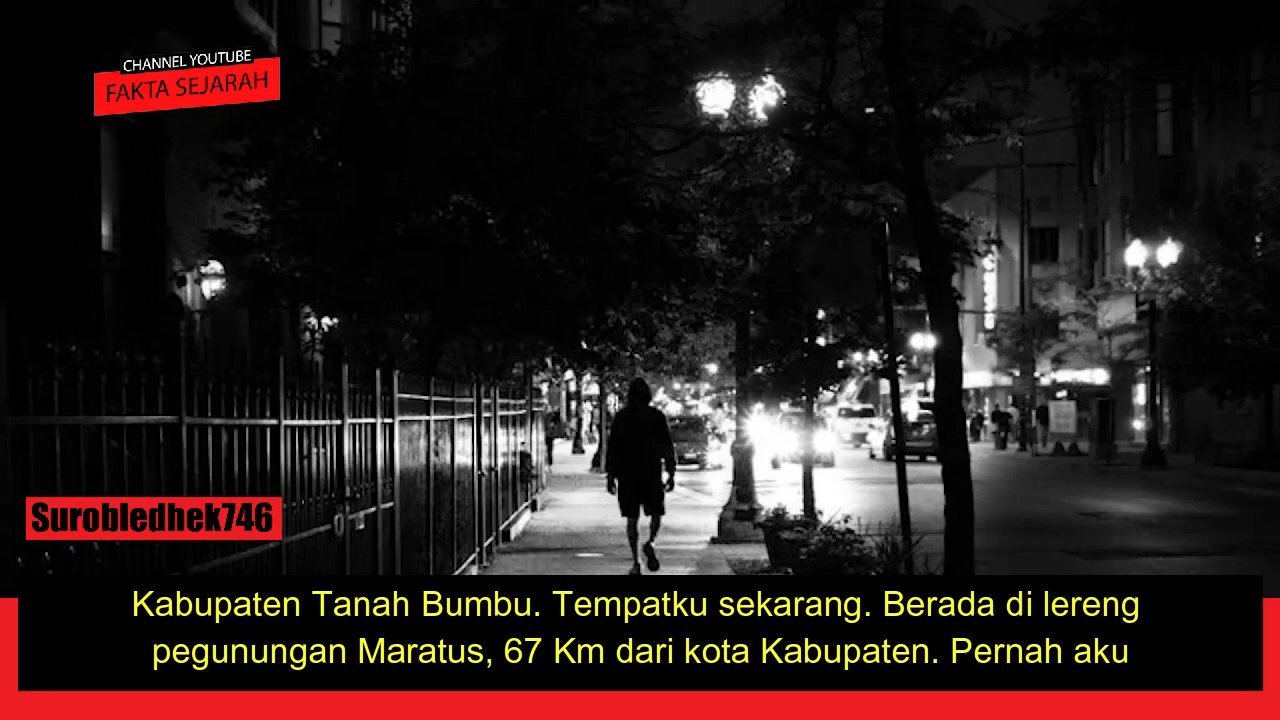 CHANNEL YOUTUBE
FAKTA SEJARAH
Surobledhek746
Kabupaten Tanah Bumbu. Tempatku sekarang. Berada di lereng
pegunungan Maratus, 67 Km dari kota Kabupaten. Pernah aku